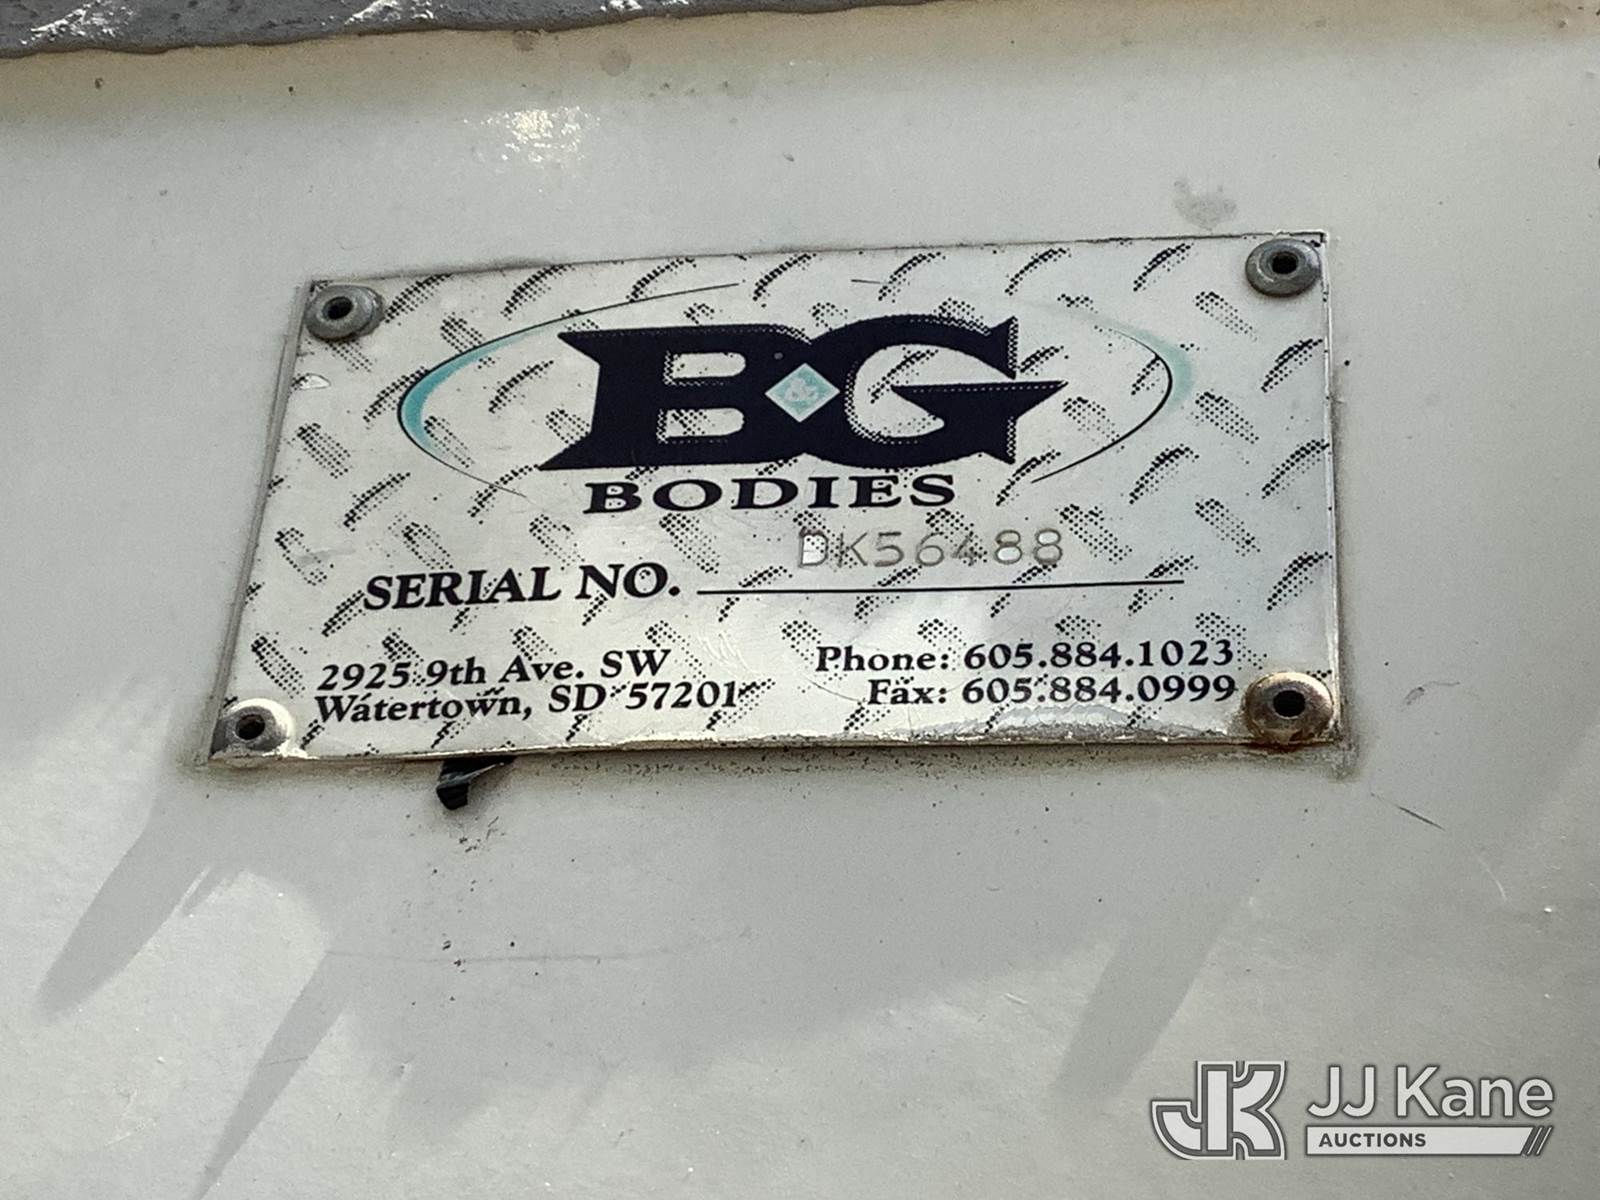 B&G
BODIES
DK56488
SERIAL NO.
2925 9th Ave. SW
Watertown, SD 57201
Phone: 605.884.1023
Fax: 605.884.0999
JK JJ Kane
AUCTIONS